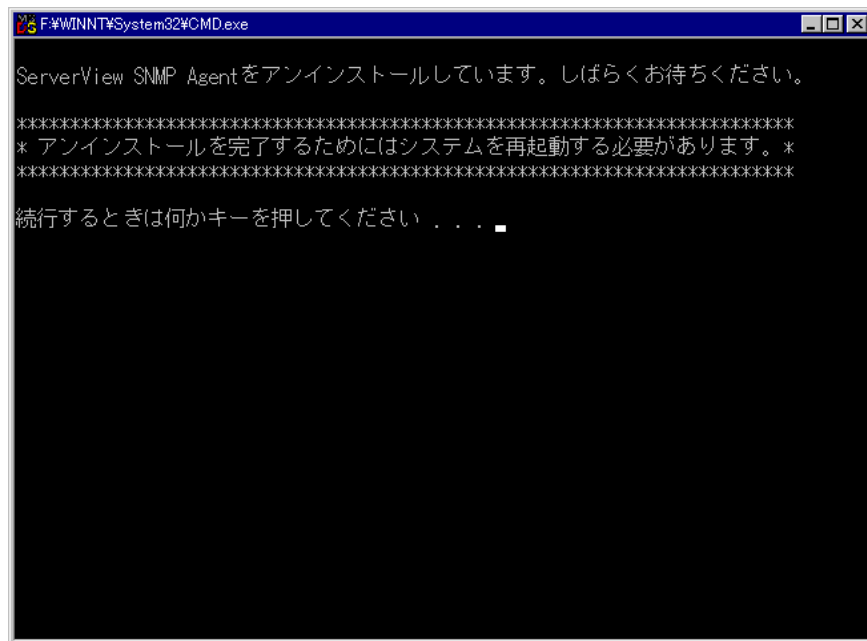 F:¥WINNT¥System32¥CMD.exe
ServerView SNMP Agentをアンインストールしています。しばらくお待ちください。
**************************************************************************
* アンインストールを完了するためにはシステムを再起動する必要があります。*
**************************************************************************
続行するときは何かキーを押してください . . .